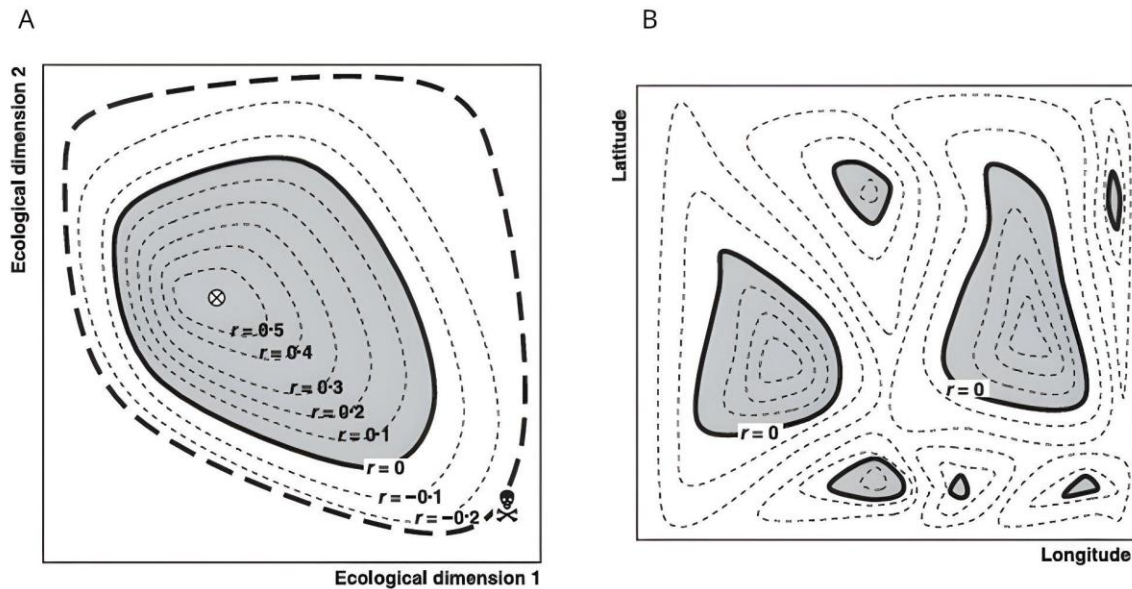 A
Ecological dimension 2
r = 0·5
r = 0·4
r = 0·3
r = 0·2
r = 0·1
r = 0
r = −0·1
r = −0·2
Ecological dimension 1
B
Latitude
r = 0
r = 0
Longitude